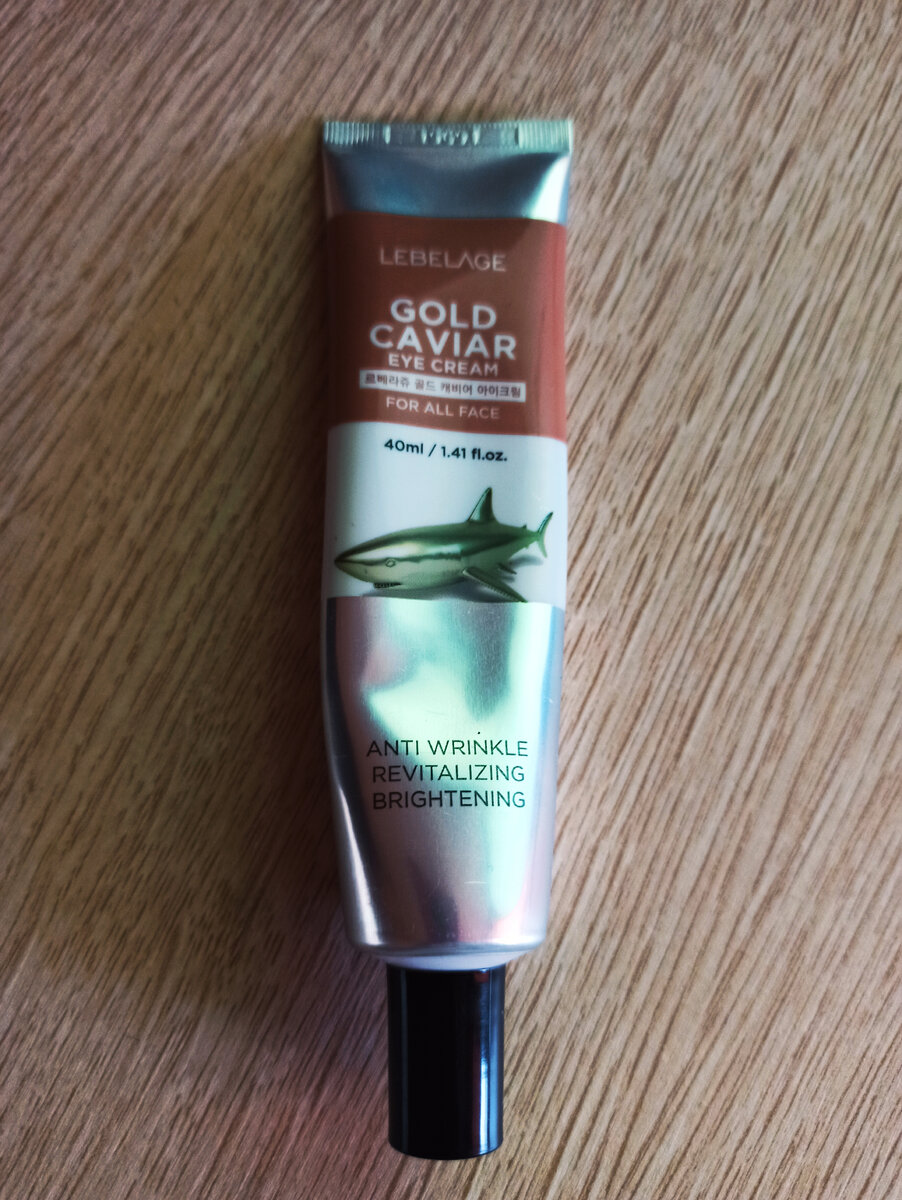 LEBELAGE
GOLD
CAVIAR
EYE CREAM
르베라쥬 골드 캐비어 아이크림
FOR ALL FACE
40ml / 1.41 fl.oz.
ANTI WRINKLE
REVITALIZING
BRIGHTENING